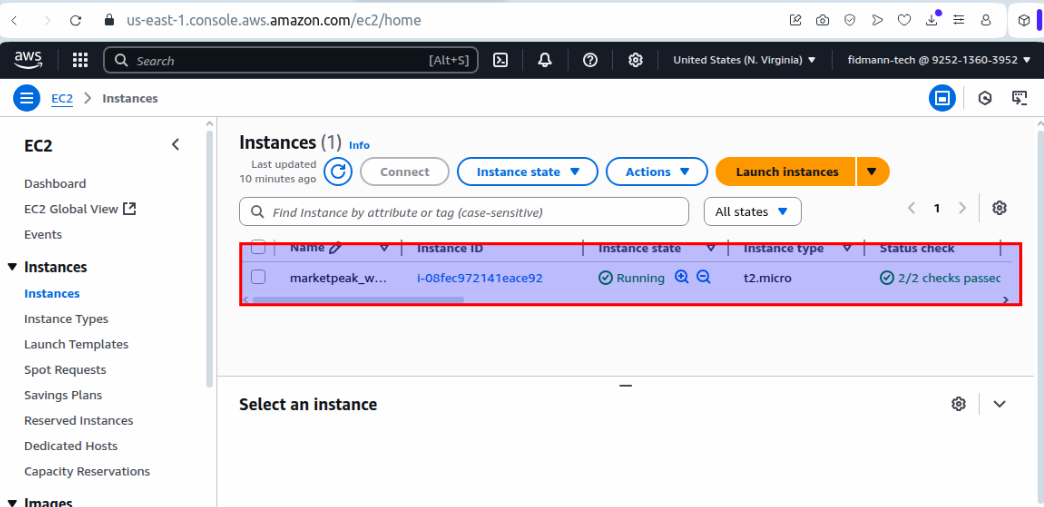 us-east-1.console.aws.amazon.com/ec2/home
aws
Search [Alt+S]
United States (N. Virginia) ▼
fidmann-tech @ 9252-1360-3952 ▼
EC2 > Instances
EC2
Dashboard
EC2 Global View
Events
▼ Instances
Instances
Instance Types
Launch Templates
Spot Requests
Savings Plans
Reserved Instances
Dedicated Hosts
Capacity Reservations
▼ Images
Instances (1) Info
Last updated
10 minutes ago
Connect
Instance state ▼
Actions ▼
Launch instances ▼
Find Instance by attribute or tag (case-sensitive)
All states ▼
< 1 >
Name Instance ID Instance state Instance type Status check
marketpeak_w... i-08fec972141eace92 Running t2.micro 2/2 checks passec
Select an instance